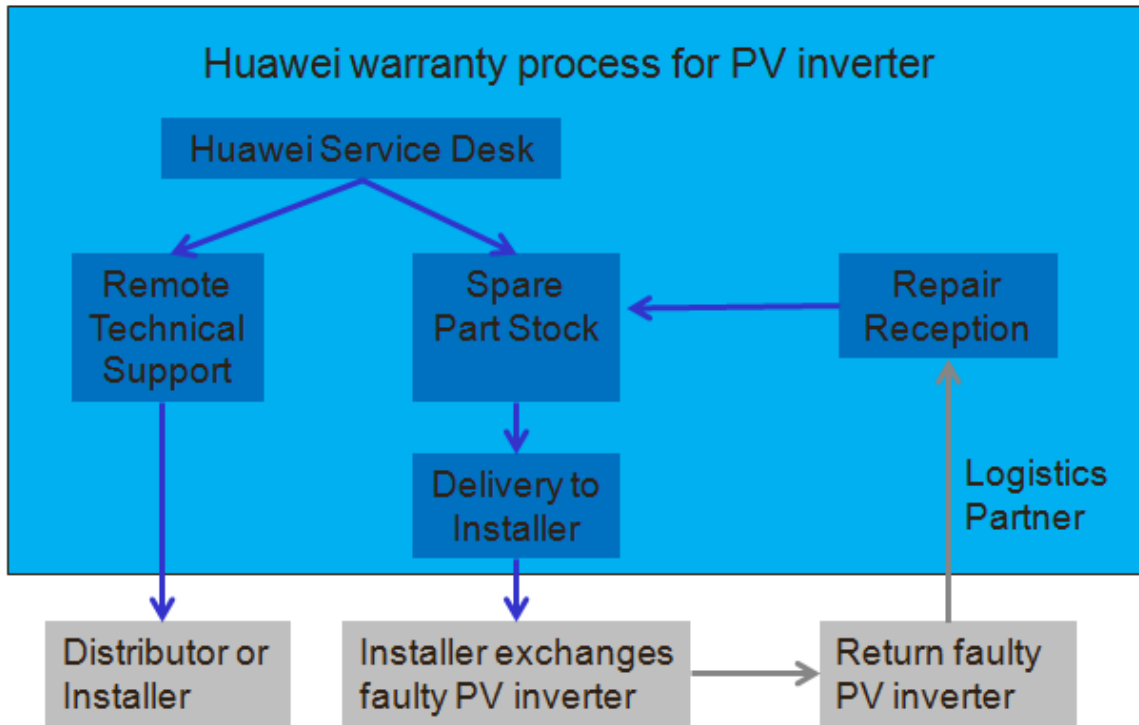 Huawei warranty process for PV inverter
Huawei Service Desk
Remote
Technical
Support
Spare
Part Stock
Repair
Reception
Delivery to
Installer
Logistics
Partner
Distributor or
Installer
Installer exchanges
faulty PV inverter
Return faulty
PV inverter